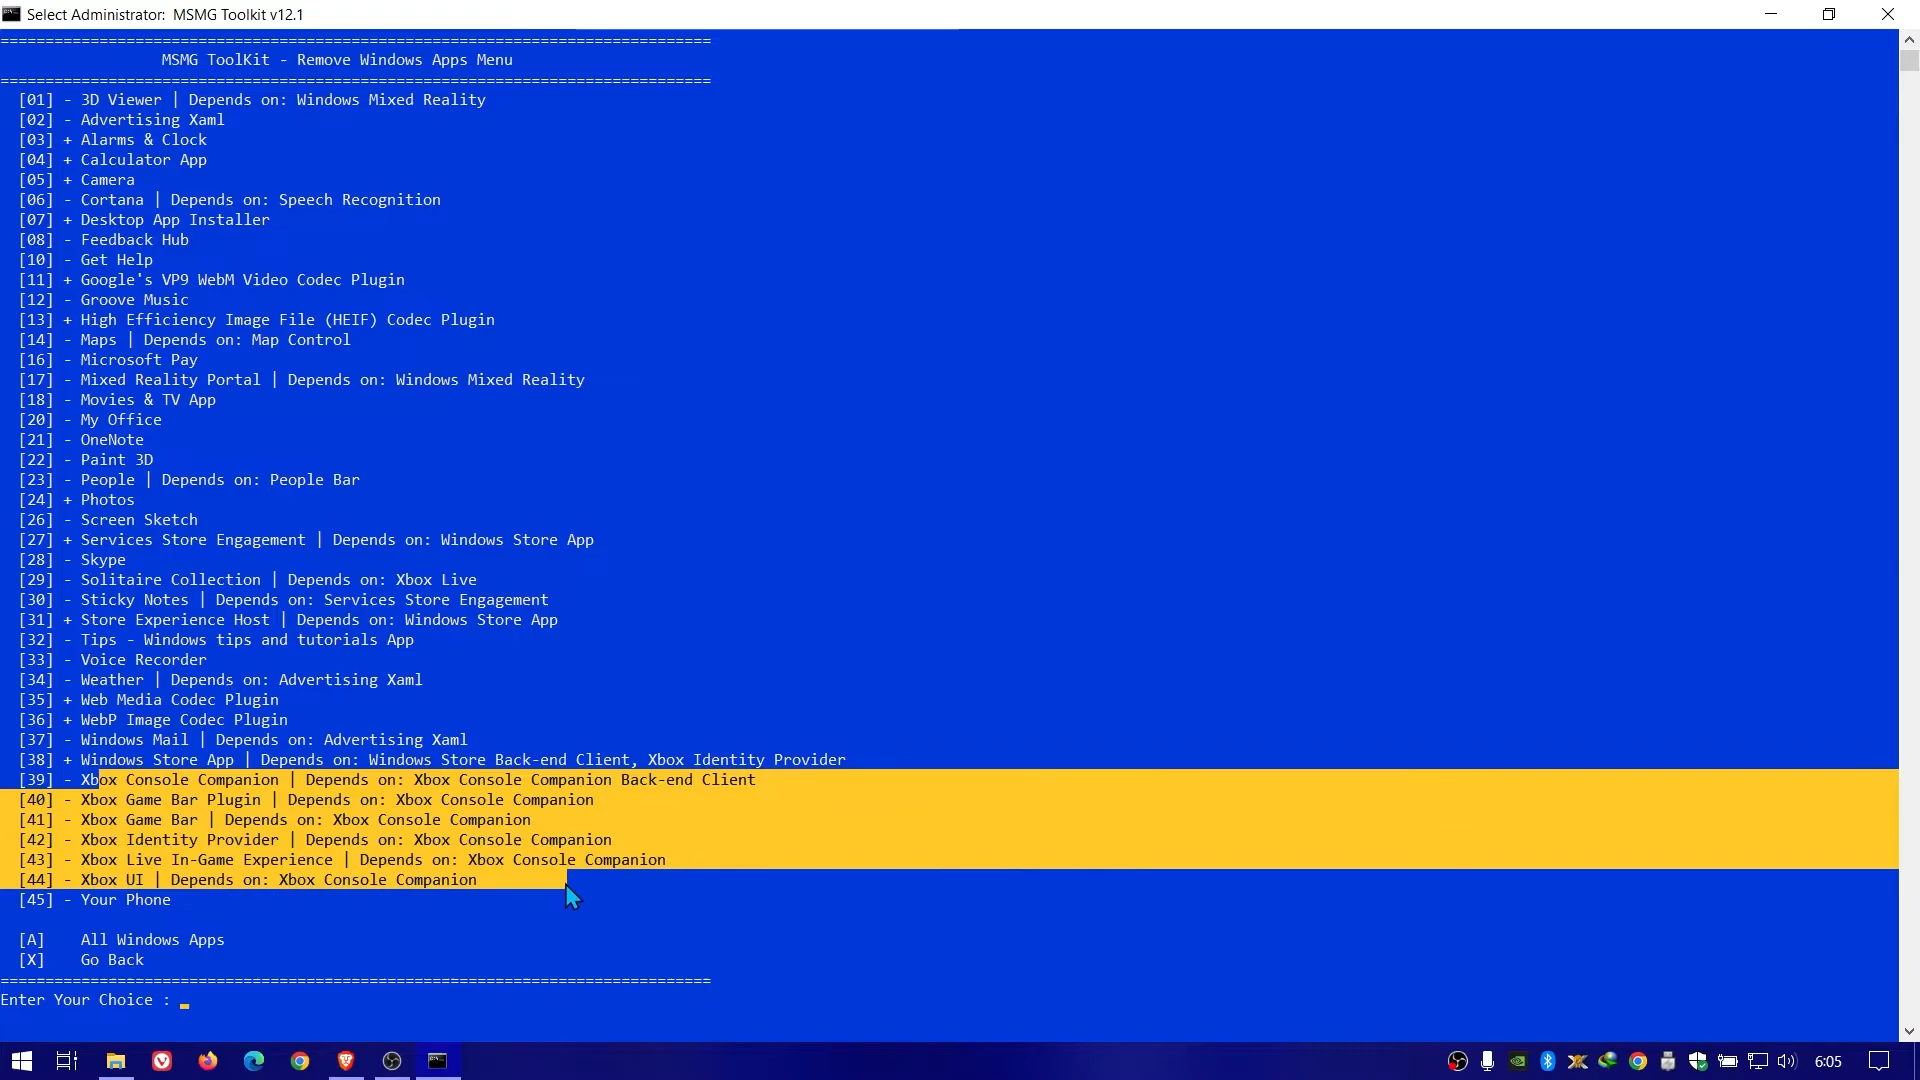 Select Administrator:  MSMG Toolkit v12.1
===============================================================================
MSMG ToolKit - Remove Windows Apps Menu
===============================================================================
[01] - 3D Viewer | Depends on: Windows Mixed Reality
[02] - Advertising Xaml
[03] + Alarms & Clock
[04] + Calculator App
[05] + Camera
[06] - Cortana | Depends on: Speech Recognition
[07] + Desktop App Installer
[08] - Feedback Hub
[10] - Get Help
[11] + Google's VP9 WebM Video Codec Plugin
[12] - Groove Music
[13] + High Efficiency Image File (HEIF) Codec Plugin
[14] - Maps | Depends on: Map Control
[16] - Microsoft Pay
[17] - Mixed Reality Portal | Depends on: Windows Mixed Reality
[18] - Movies & TV App
[20] - My Office
[21] - OneNote
[22] - Paint 3D
[23] - People | Depends on: People Bar
[24] + Photos
[26] - Screen Sketch
[27] + Services Store Engagement | Depends on: Windows Store App
[28] - Skype
[29] - Solitaire Collection | Depends on: Xbox Live
[30] - Sticky Notes | Depends on: Services Store Engagement
[31] + Store Experience Host | Depends on: Windows Store App
[32] - Tips - Windows tips and tutorials App
[33] - Voice Recorder
[34] - Weather | Depends on: Advertising Xaml
[35] + Web Media Codec Plugin
[36] + WebP Image Codec Plugin
[37] - Windows Mail | Depends on: Advertising Xaml
[38] + Windows Store App | Depends on: Windows Store Back-end Client, Xbox Identity Provider
[39] - Xbox Console Companion | Depends on: Xbox Console Companion Back-end Client
[40] - Xbox Game Bar Plugin | Depends on: Xbox Console Companion
[41] - Xbox Game Bar | Depends on: Xbox Console Companion
[42] - Xbox Identity Provider | Depends on: Xbox Console Companion
[43] - Xbox Live In-Game Experience | Depends on: Xbox Console Companion
[44] - Xbox UI | Depends on: Xbox Console Companion
[45] - Your Phone
[A]    All Windows Apps
[X]    Go Back
===============================================================================
Enter Your Choice : _
6:05